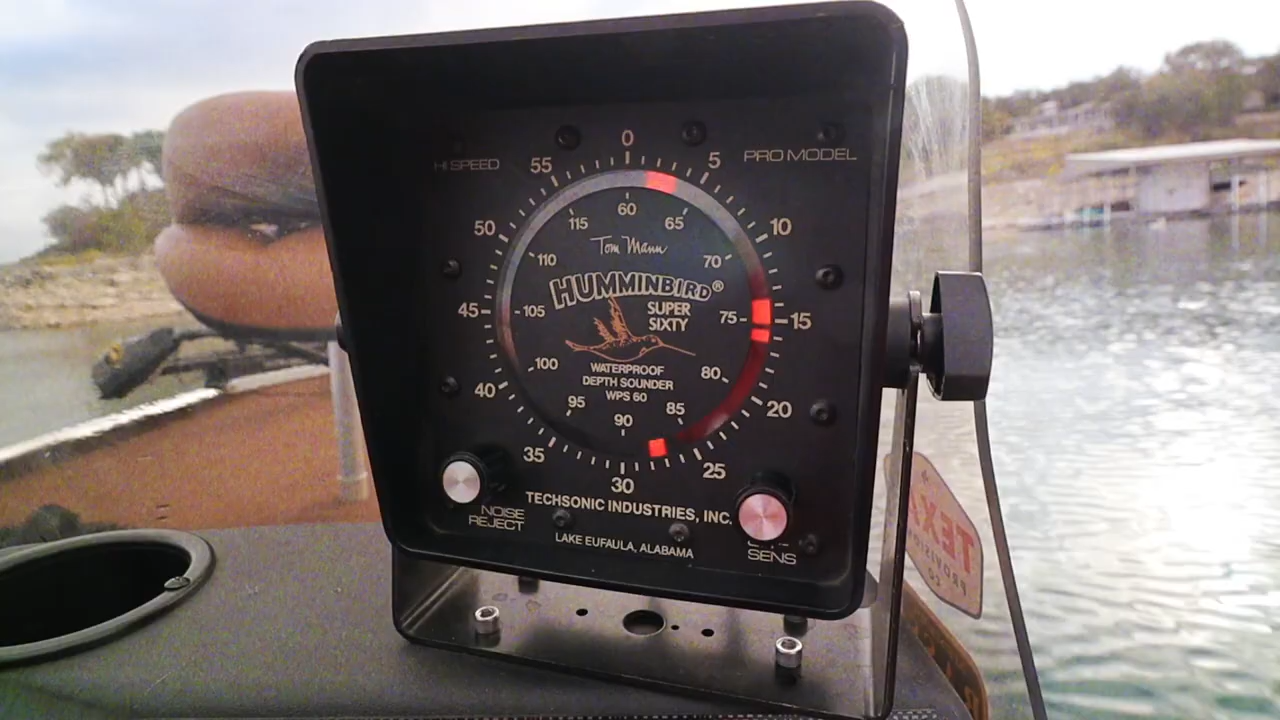 HI SPEED
PRO MODEL
0
5
10
15
20
25
30
35
40
45
50
55
60
65
70
75
80
85
90
95
100
105
110
115
Tom Mann
HUMMINBIRD®
SUPER
SIXTY
WATERPROOF
DEPTH SOUNDER
WPS 60
NOISE
REJECT
TECHSONIC INDUSTRIES, INC.
LAKE EUFAULA, ALABAMA
SENS
TEX
PROVISION